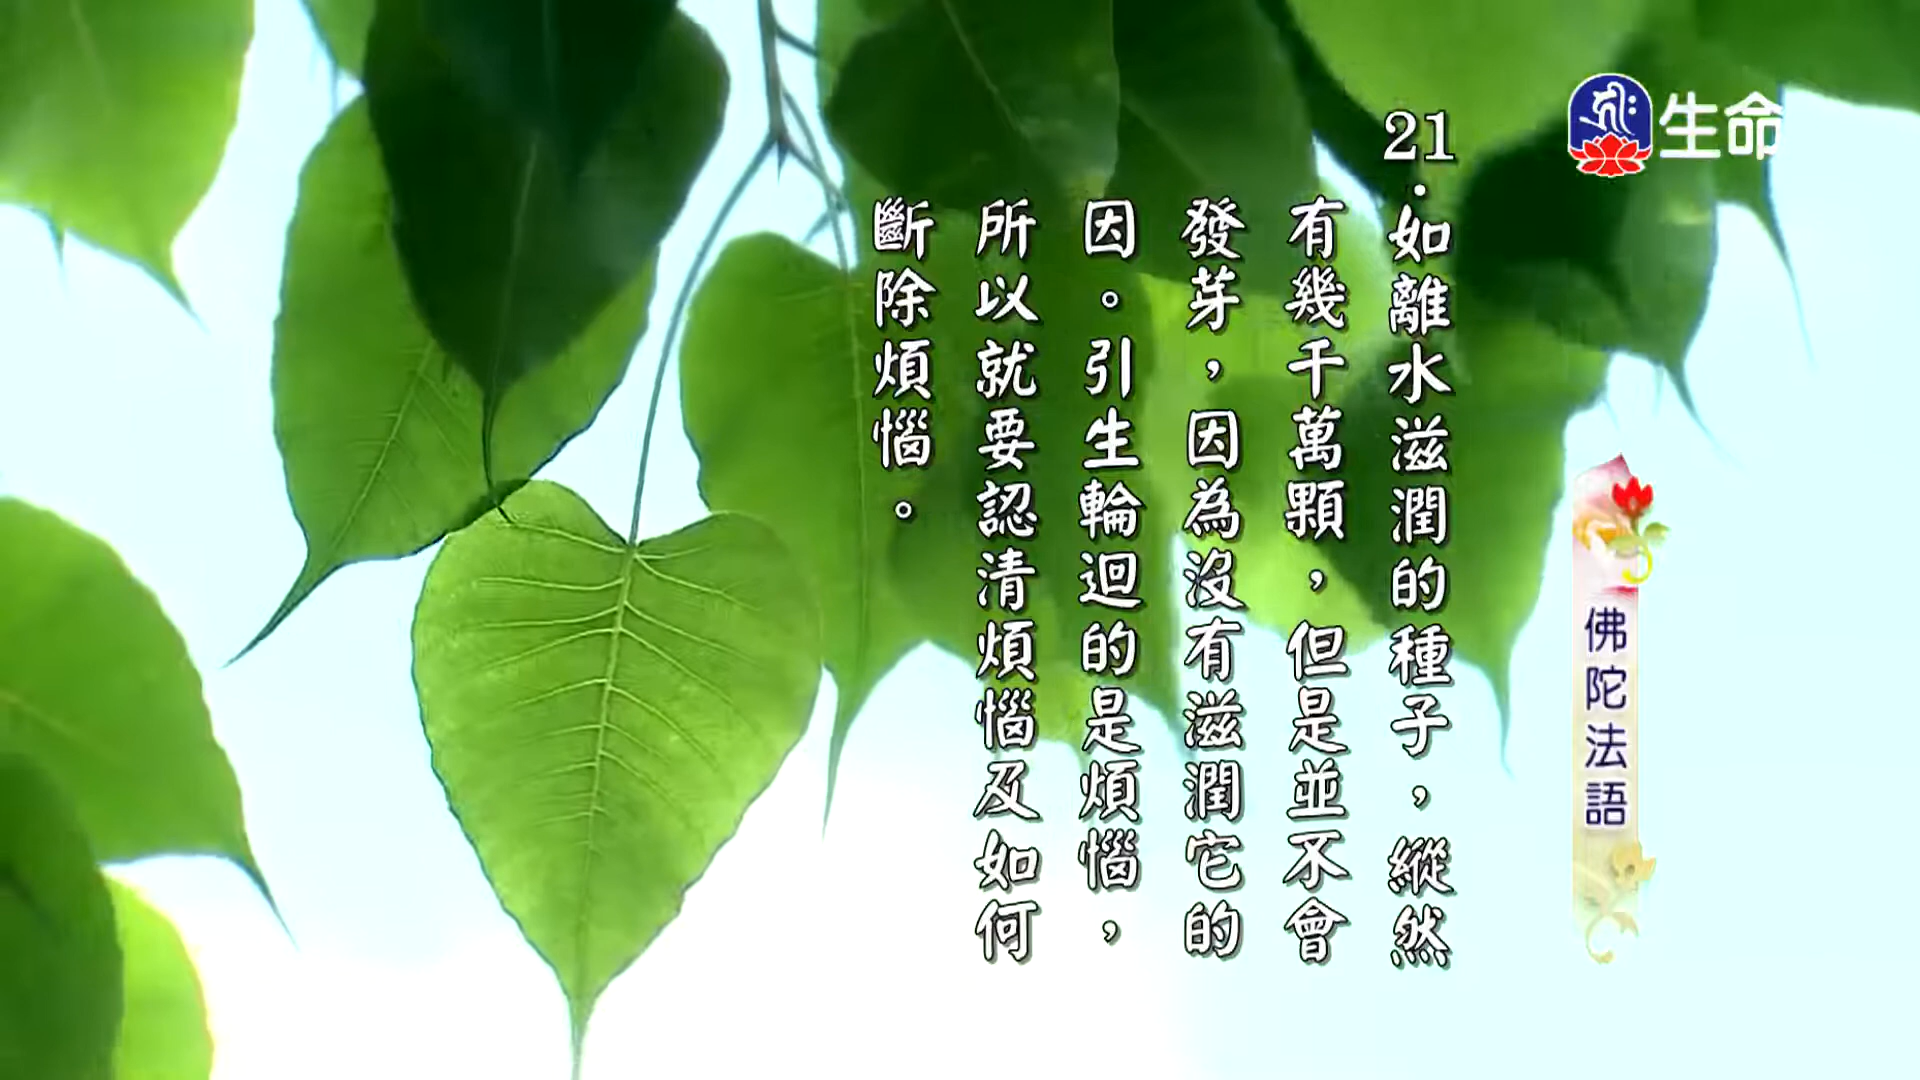 生命
21.如離水滋潤的種子，縱然
有幾千萬顆，但是並不會
發芽，因為沒有滋潤它的
因。引生輪迴的是煩惱，
所以就要認清煩惱及如何
斷除煩惱。
佛陀法語